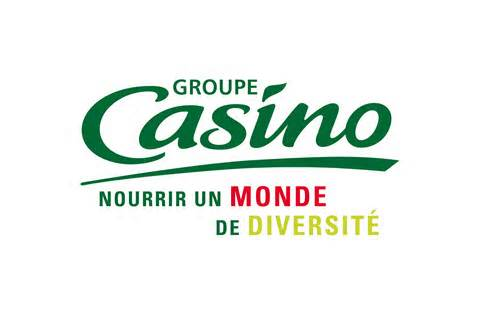 GROUPE
Casino
NOURRIR UN MONDE
DE DIVERSITÉ